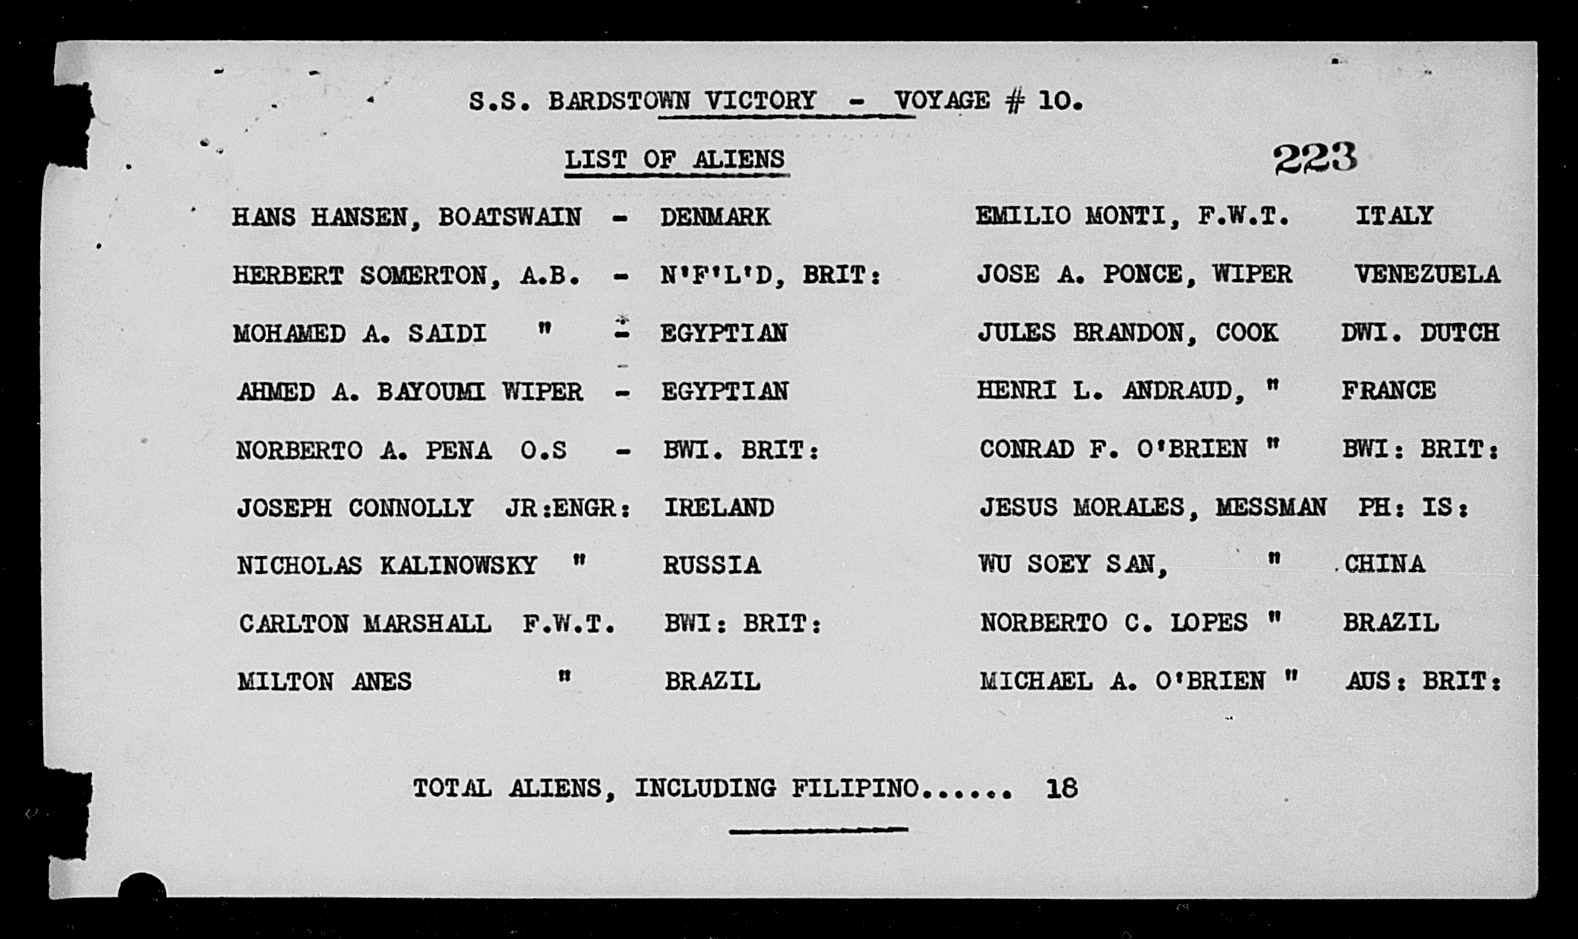 S.S. BARDSTOWN VICTORY - VOYAGE # 10.
LIST OF ALIENS
223
HANS HANSEN, BOATSWAIN - DENMARK
HERBERT SOMERTON, A.B. - N'F'L'D, BRIT:
MOHAMED A. SAIDI " - EGYPTIAN
AHMED A. BAYOUMI WIPER - EGYPTIAN
NORBERTO A. PENA O.S - BWI. BRIT:
JOSEPH CONNOLLY JR:ENGR: IRELAND
NICHOLAS KALINOWSKY " RUSSIA
CARLTON MARSHALL F.W.T. BWI: BRIT:
MILTON ANES " BRAZIL
EMILIO MONTI, F.W.T. ITALY
JOSE A. PONCE, WIPER VENEZUELA
JULES BRANDON, COOK DWI. DUTCH
HENRI L. ANDRAUD, " FRANCE
CONRAD F. O'BRIEN " BWI: BRIT:
JESUS MORALES, MESSMAN PH: IS:
WU SOEY SAN, " CHINA
NORBERTO C. LOPES " BRAZIL
MICHAEL A. O'BRIEN " AUS: BRIT:
TOTAL ALIENS, INCLUDING FILIPINO...... 18